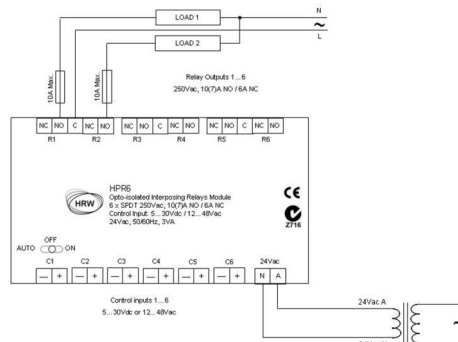 LOAD 1
N
~
L
LOAD 2
10A Max.
10A Max.
Relay Outputs 1... 6
250Vac, 10(7)A NO / 6A NC
NC NO C NC NO NC NO C NC NO NC NO C NC NO
R1 R2 R3 R4 R5 R6
HRW
HPR6
Opto-isolated Interposing Relays Module
6 x SPDT 250Vac, 10(7)A NO / 6A NC
Control Input: 5... 30Vdc / 12... 48Vac
24Vac, 50/60Hz, 3VA
CE
Z716
OFF
AUTO ON
C1 C2 C3 C4 C5 C6 24Vac
— + — + — + — + — + — + N A
Control inputs 1... 6
5... 30Vdc or 12... 48Vac
24Vac A
~